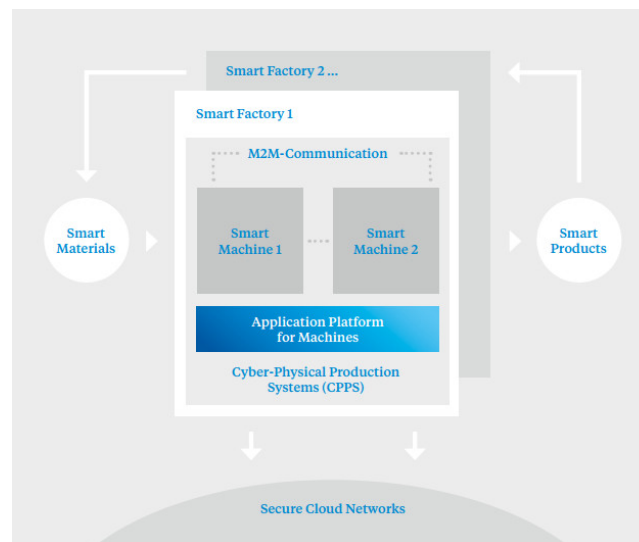 Smart Factory 2 ...
Smart Factory 1
M2M-Communication
Smart
Materials
Smart
Machine 1
Smart
Machine 2
Smart
Products
Application Platform
for Machines
Cyber-Physical Production
Systems (CPPS)
Secure Cloud Networks